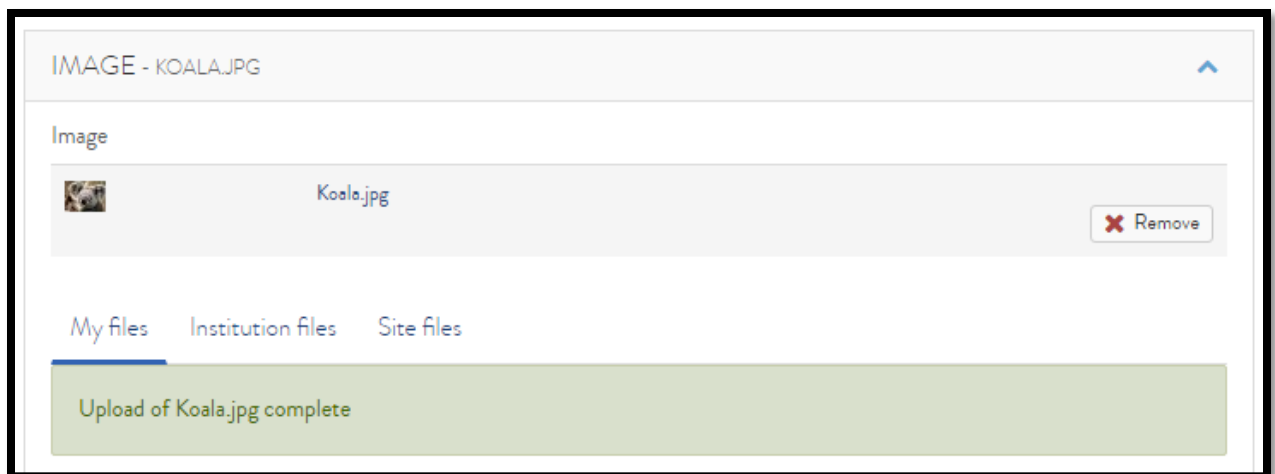 IMAGE - KOALA.JPG
Image
Koala.jpg
Remove
My files Institution files Site files
Upload of Koala.jpg complete